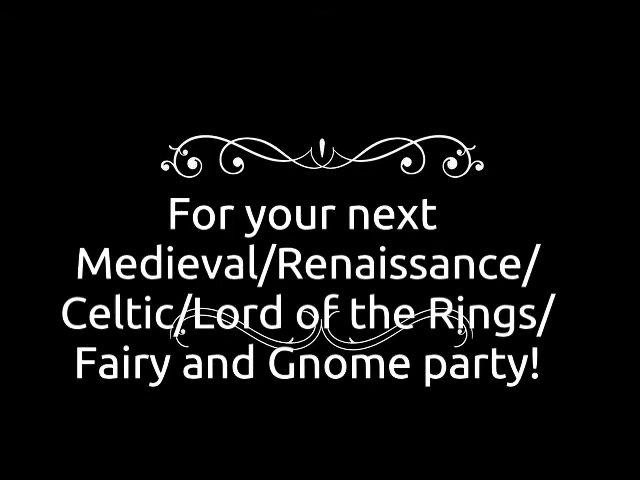 For your next
Medieval/Renaissance/
Celtic/Lord of the Rings/
Fairy and Gnome party!